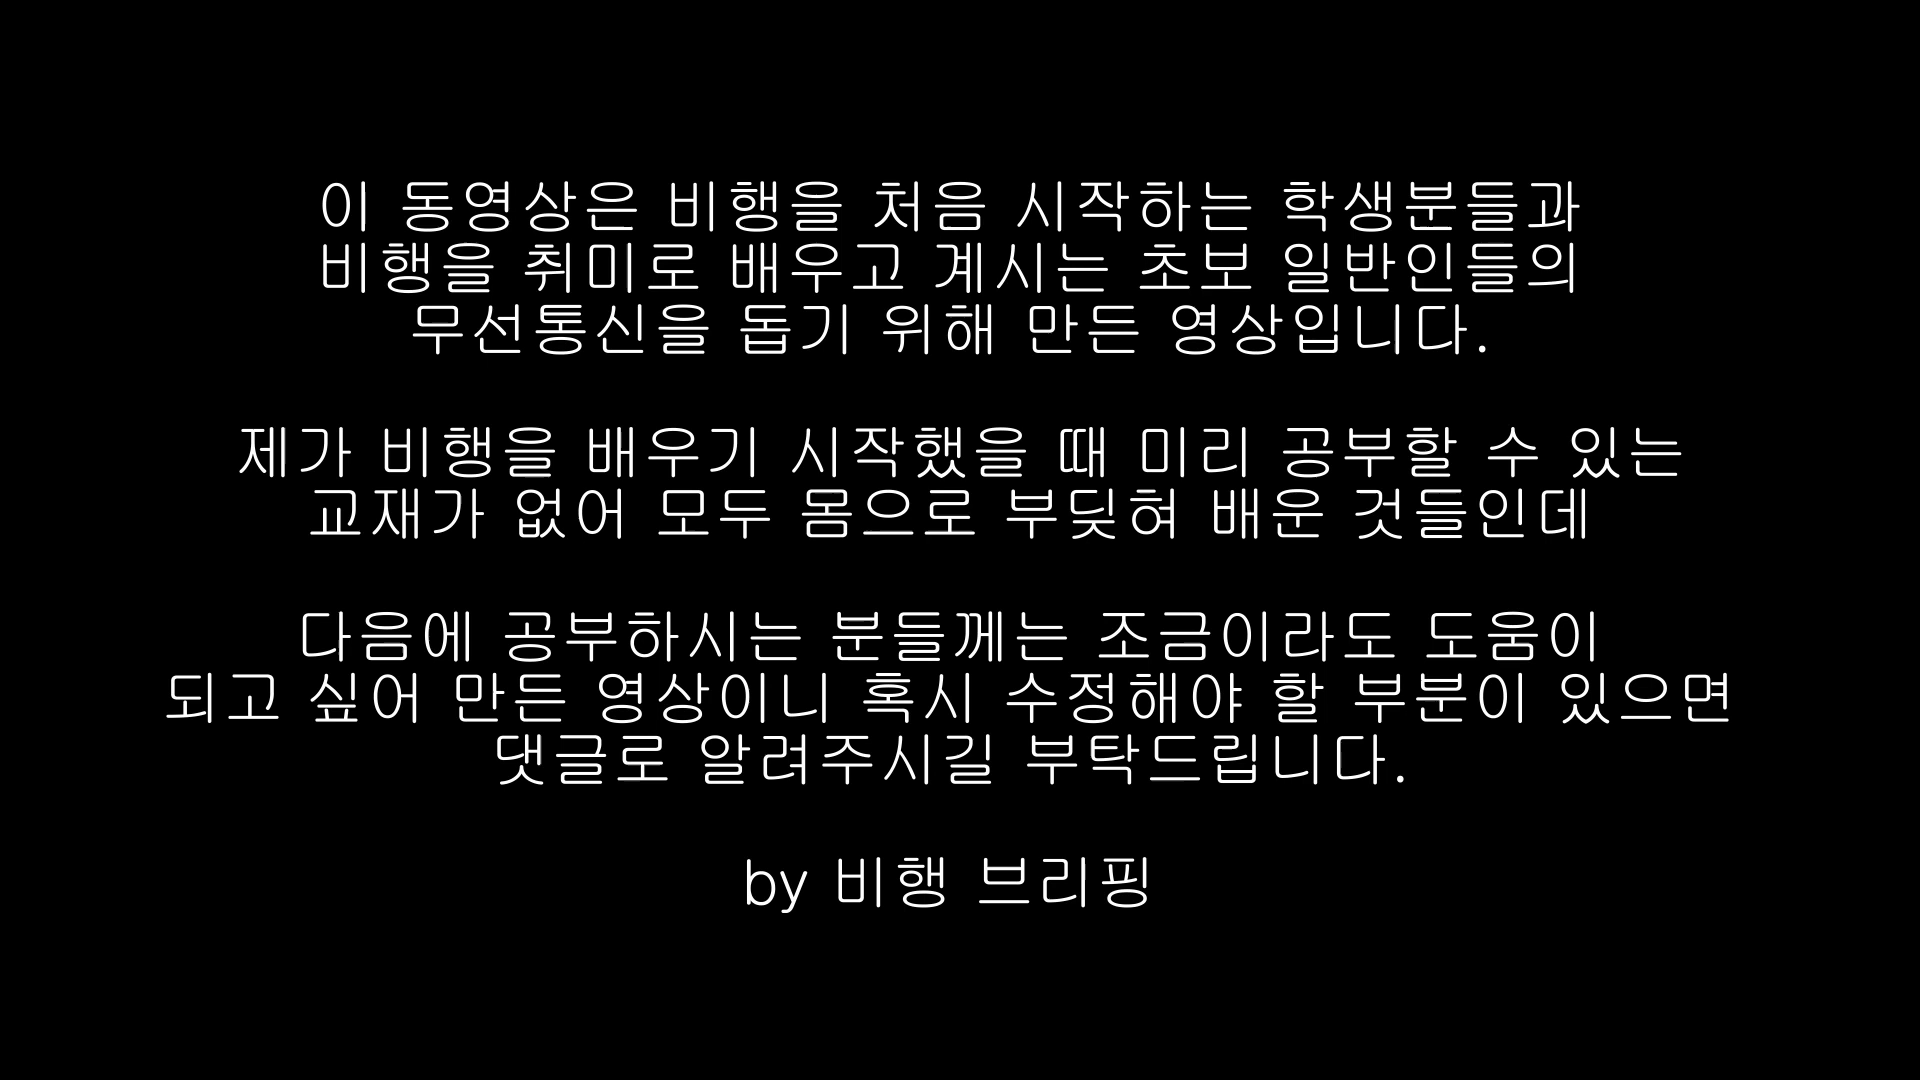 이 동영상은 비행을 처음 시작하는 학생분들과
비행을 취미로 배우고 계시는 초보 일반인들의
무선통신을 돕기 위해 만든 영상입니다.
제가 비행을 배우기 시작했을 때 미리 공부할 수 있는
교재가 없어 모두 몸으로 부딪혀 배운 것들인데
다음에 공부하시는 분들께는 조금이라도 도움이
되고 싶어 만든 영상이니 혹시 수정해야 할 부분이 있으면
댓글로 알려주시길 부탁드립니다.
by 비행 브리핑